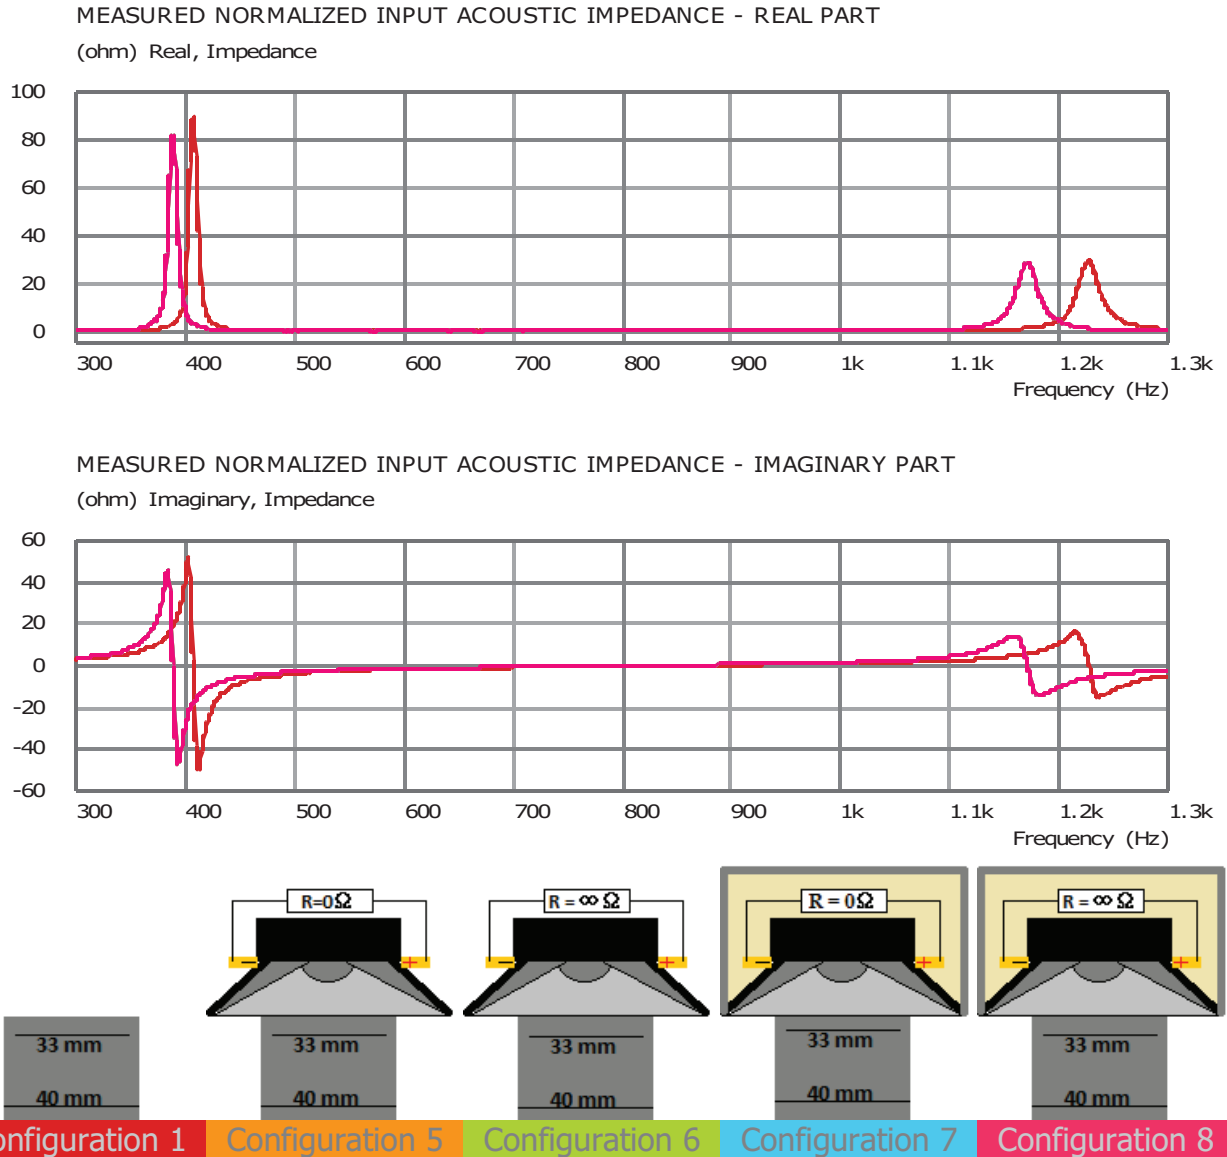 MEASURED NORMALIZED INPUT ACOUSTIC IMPEDANCE - REAL PART
(ohm) Real, Impedance
100
80
60
40
20
0
300 400 500 600 700 800 900 1k 1.1k 1.2k 1.3k
Frequency (Hz)
MEASURED NORMALIZED INPUT ACOUSTIC IMPEDANCE - IMAGINARY PART
(ohm) Imaginary, Impedance
60
40
20
0
-20
-40
-60
300 400 500 600 700 800 900 1k 1.1k 1.2k 1.3k
Frequency (Hz)
R=0Ω R = ∞ Ω R = 0Ω R = ∞ Ω
− + − + − + − +
33 mm 33 mm 33 mm 33 mm 33 mm
40 mm 40 mm 40 mm 40 mm 40 mm
onfiguration 1 Configuration 5 Configuration 6 Configuration 7 Configuration 8